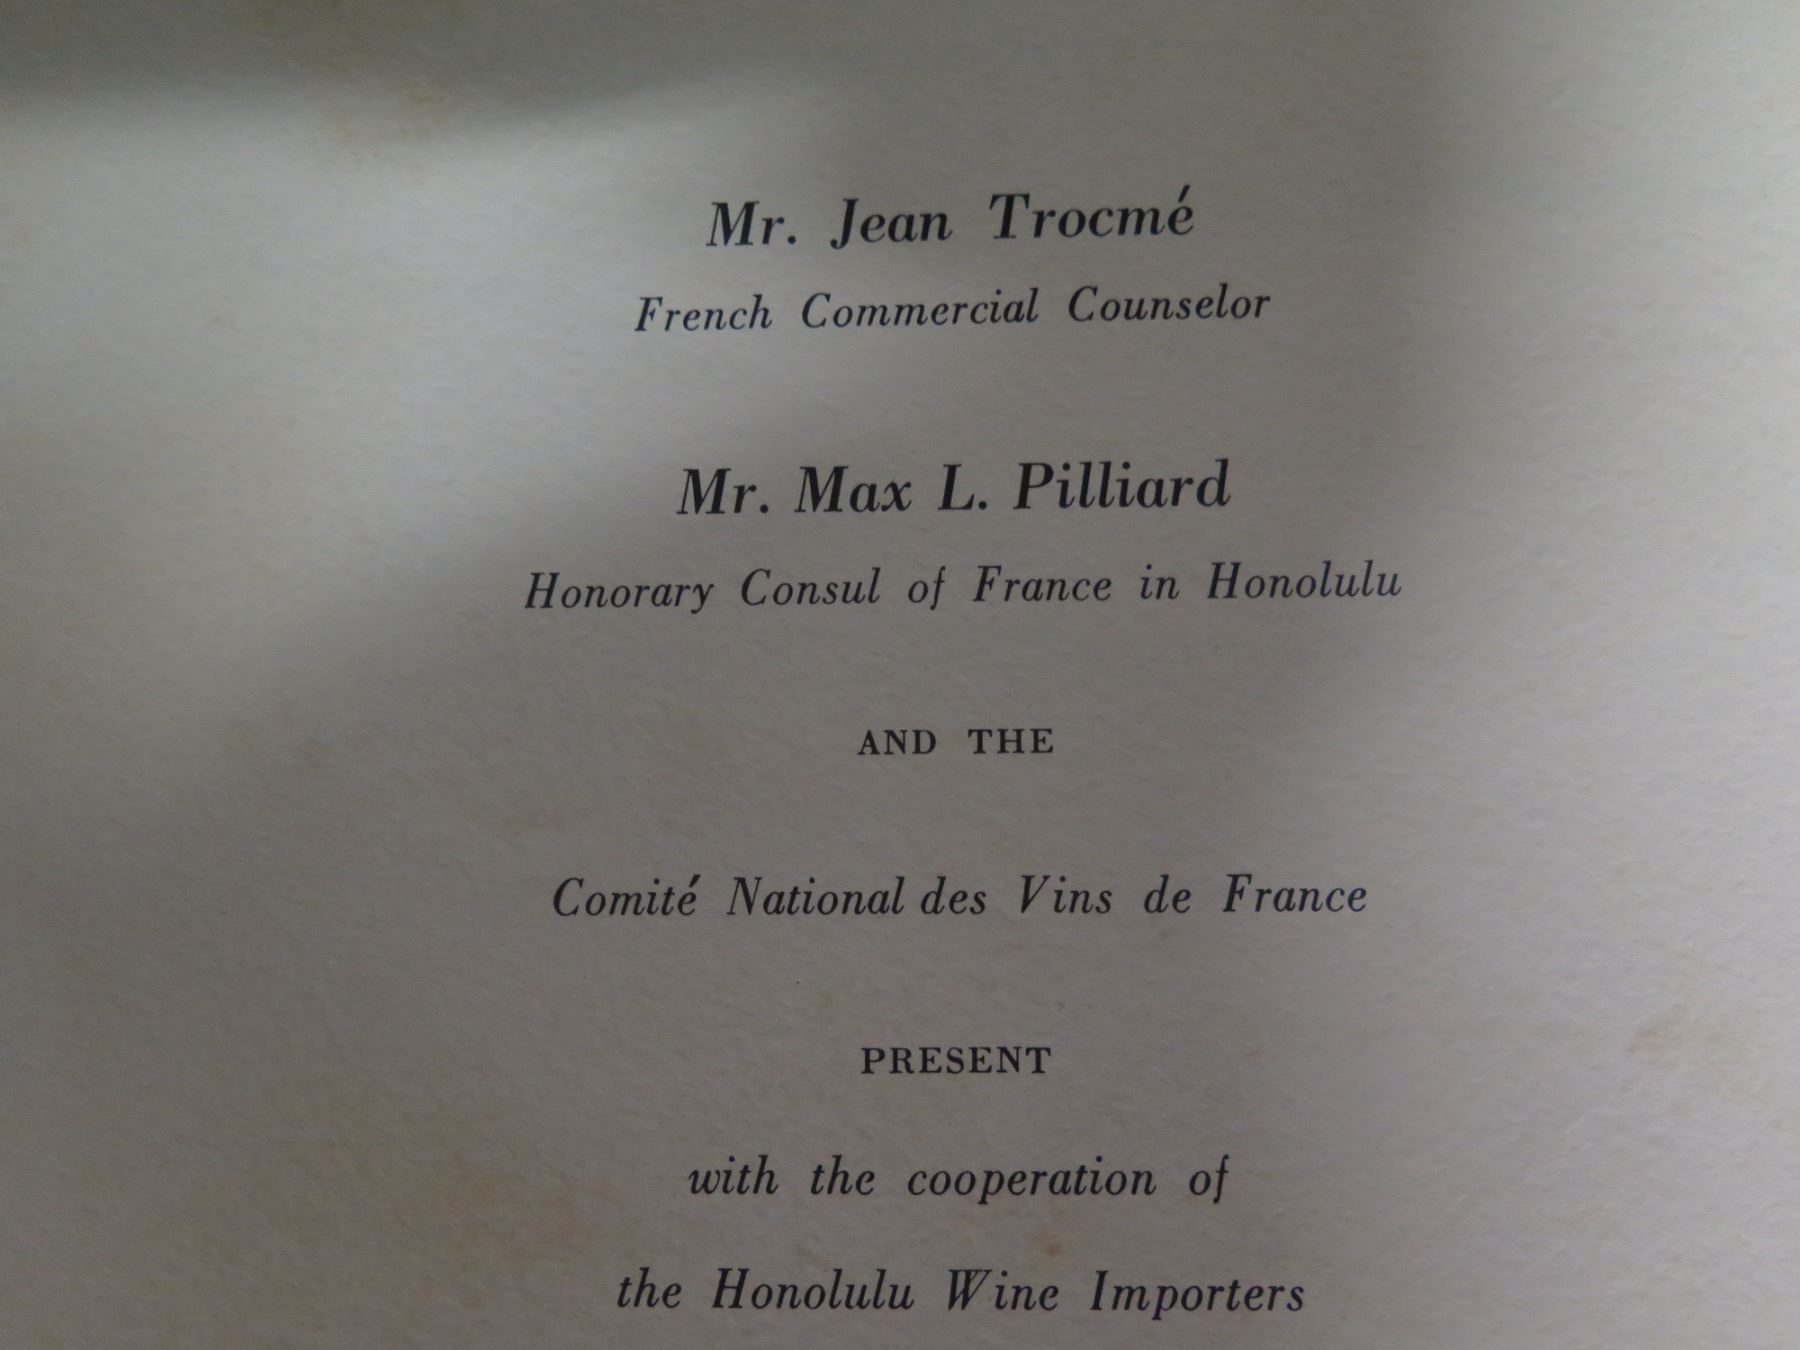 Mr. Jean Trocmé
French Commercial Counselor
Mr. Max L. Pilliard
Honorary Consul of France in Honolulu
AND THE
Comité National des Vins de France
PRESENT
with the cooperation of
the Honolulu Wine Importers